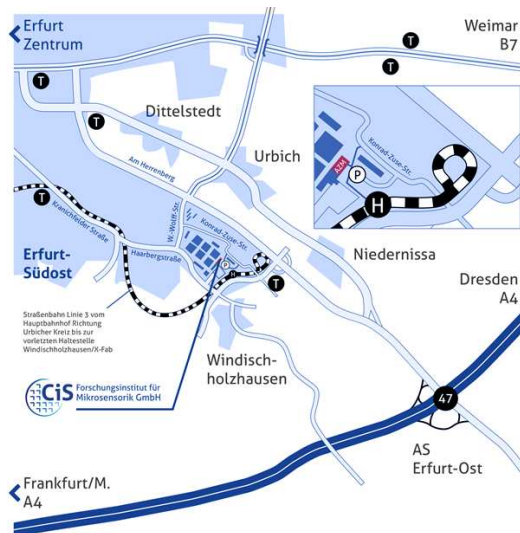 Erfurt
Zentrum
Weimar
B7
T
T
T
T
Dittelstedt
Urbich
Am Herrenberg
Konrad-Zuse-Str.
A2M
P
H
T
Kranichfelder Straße
W.-Wolff-Str.
Konrad-Zuse-Str.
Erfurt-
Südost
Haarbergstraße
P
H
T
Niedernissa
Dresden
A4
Straßenbahn Linie 3 vom
Hauptbahnhof Richtung
Urbicher Kreiz bis zur
vorletzten Haltestelle
Windischholzhausen/X-Fab
Windisch-
holzhausen
CiS Forschungsinstitut für
Mikrosensorik GmbH
47
AS
Erfurt-Ost
Frankfurt/M.
A4